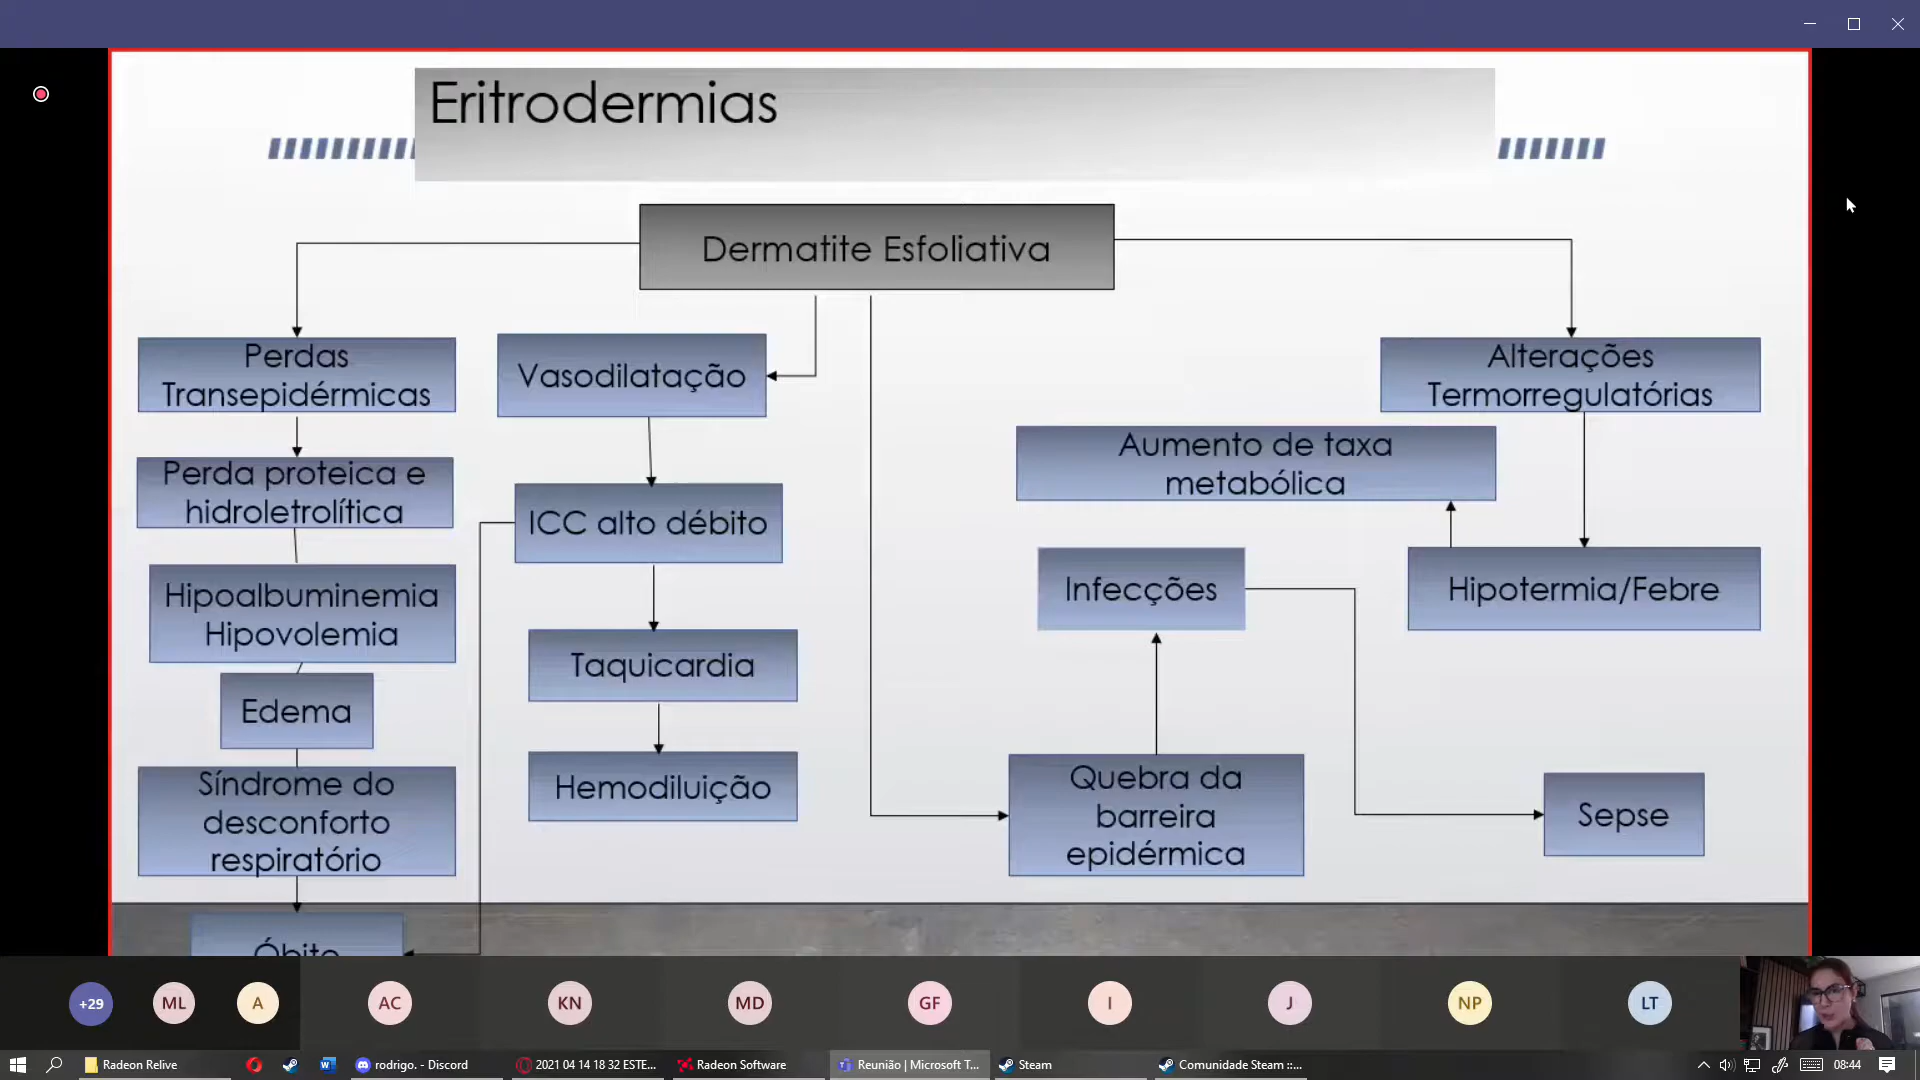 Eritrodermias
Dermatite Esfoliativa
Perdas
Transepidérmicas
Vasodilatação
Alterações
Termorregulatórias
Aumento de taxa
metabólica
Perda proteica e
hidroletrolítica
ICC alto débito
Infecções
Hipotermia/Febre
Hipoalbuminemia
Hipovolemia
Taquicardia
Edema
Síndrome do
desconforto
respiratório
Hemodiluição
Quebra da
barreira
epidérmica
Sepse
Óbito
+29
ML
A
AC
KN
MD
GF
I
J
NP
LT
Radeon Relive
rodrigo. - Discord
2021 04 14 18 32 ESTE...
Radeon Software
Reunião | Microsoft T...
Steam
Comunidade Steam ::...
08:44